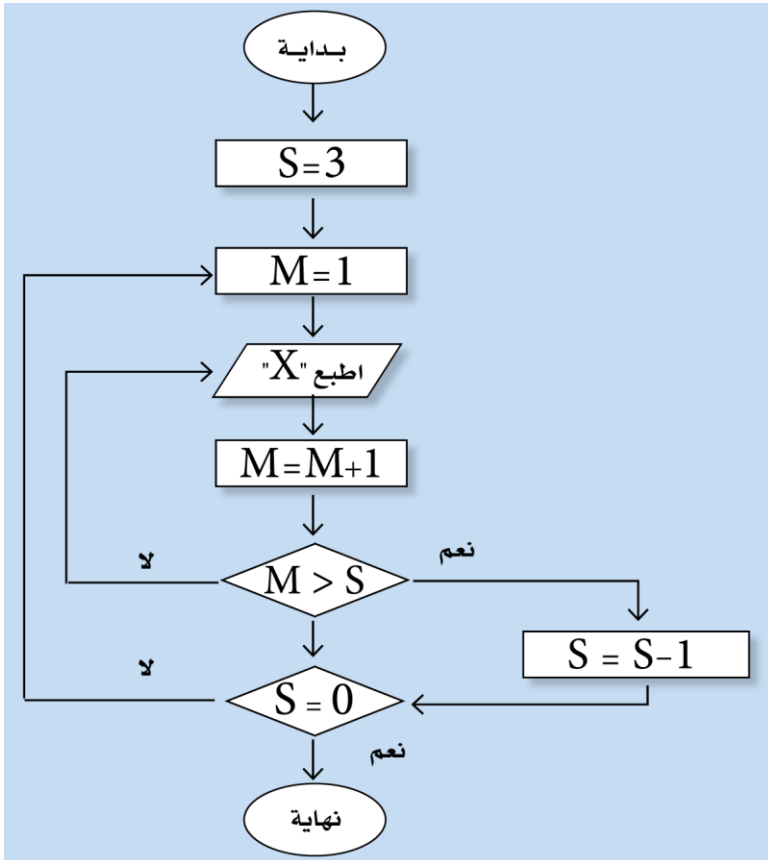 بداية
S=3
M=1
اطبع "X"
M=M+1
نعم
لا
M > S
S = S-1
لا
S = 0
نعم
نهاية